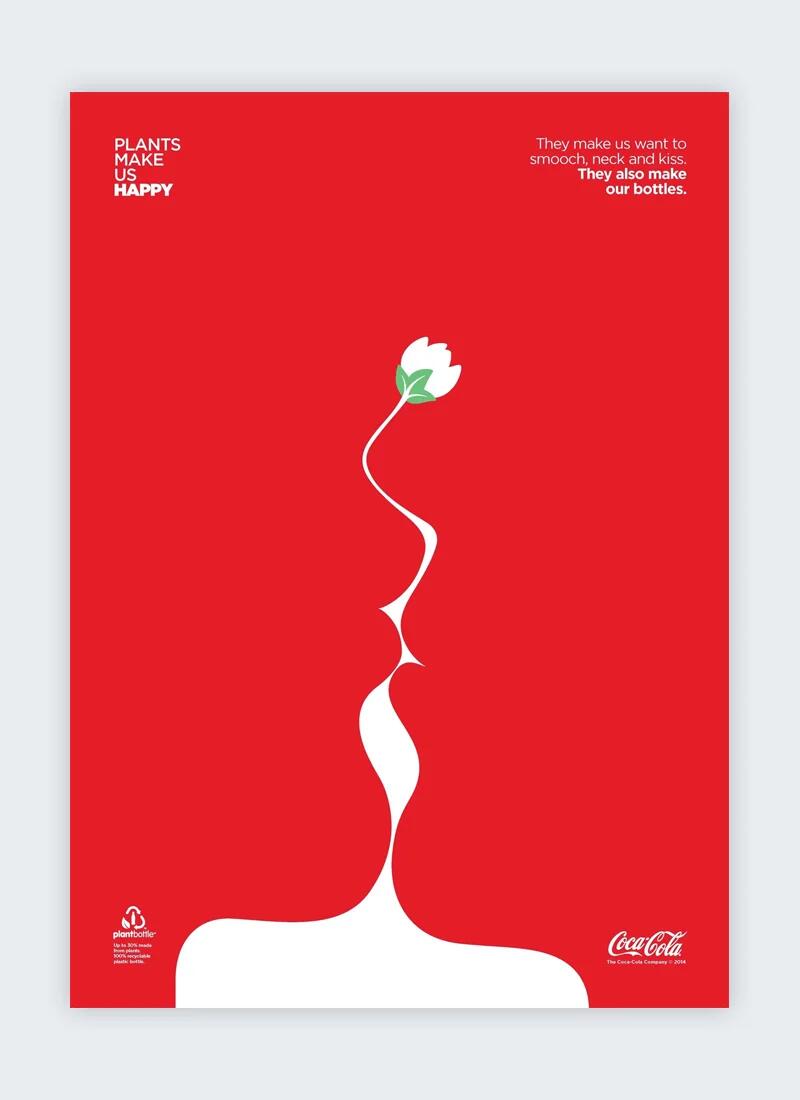 PLANTS
MAKE
US
HAPPY
They make us want to
smooch, neck and kiss.
They also make
our bottles.
plantbottle™
Up to 30% made
from plants.
100% recyclable
plastic bottle.
Coca-Cola
The Coca-Cola Company © 2014